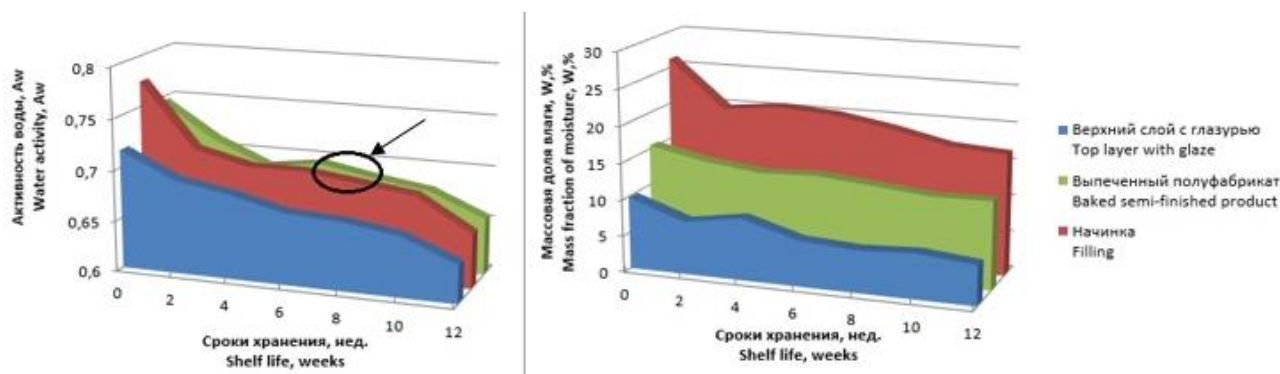 Активность воды, Aw
Water activity, Aw
0,8
0,75
0,7
0,65
0,6
0
2
4
6
8
10
12
Сроки хранения, нед.
Shelf life, weeks
Массовая доля влаги, W,%
Mass fraction of moisture, W,%
30
25
20
15
10
5
0
0
2
4
6
8
10
12
Сроки хранения, нед.
Shelf life, weeks
Верхний слой с глазурью
Top layer with glaze
Выпеченный полуфабрикат
Baked semi-finished product
Начинка
Filling